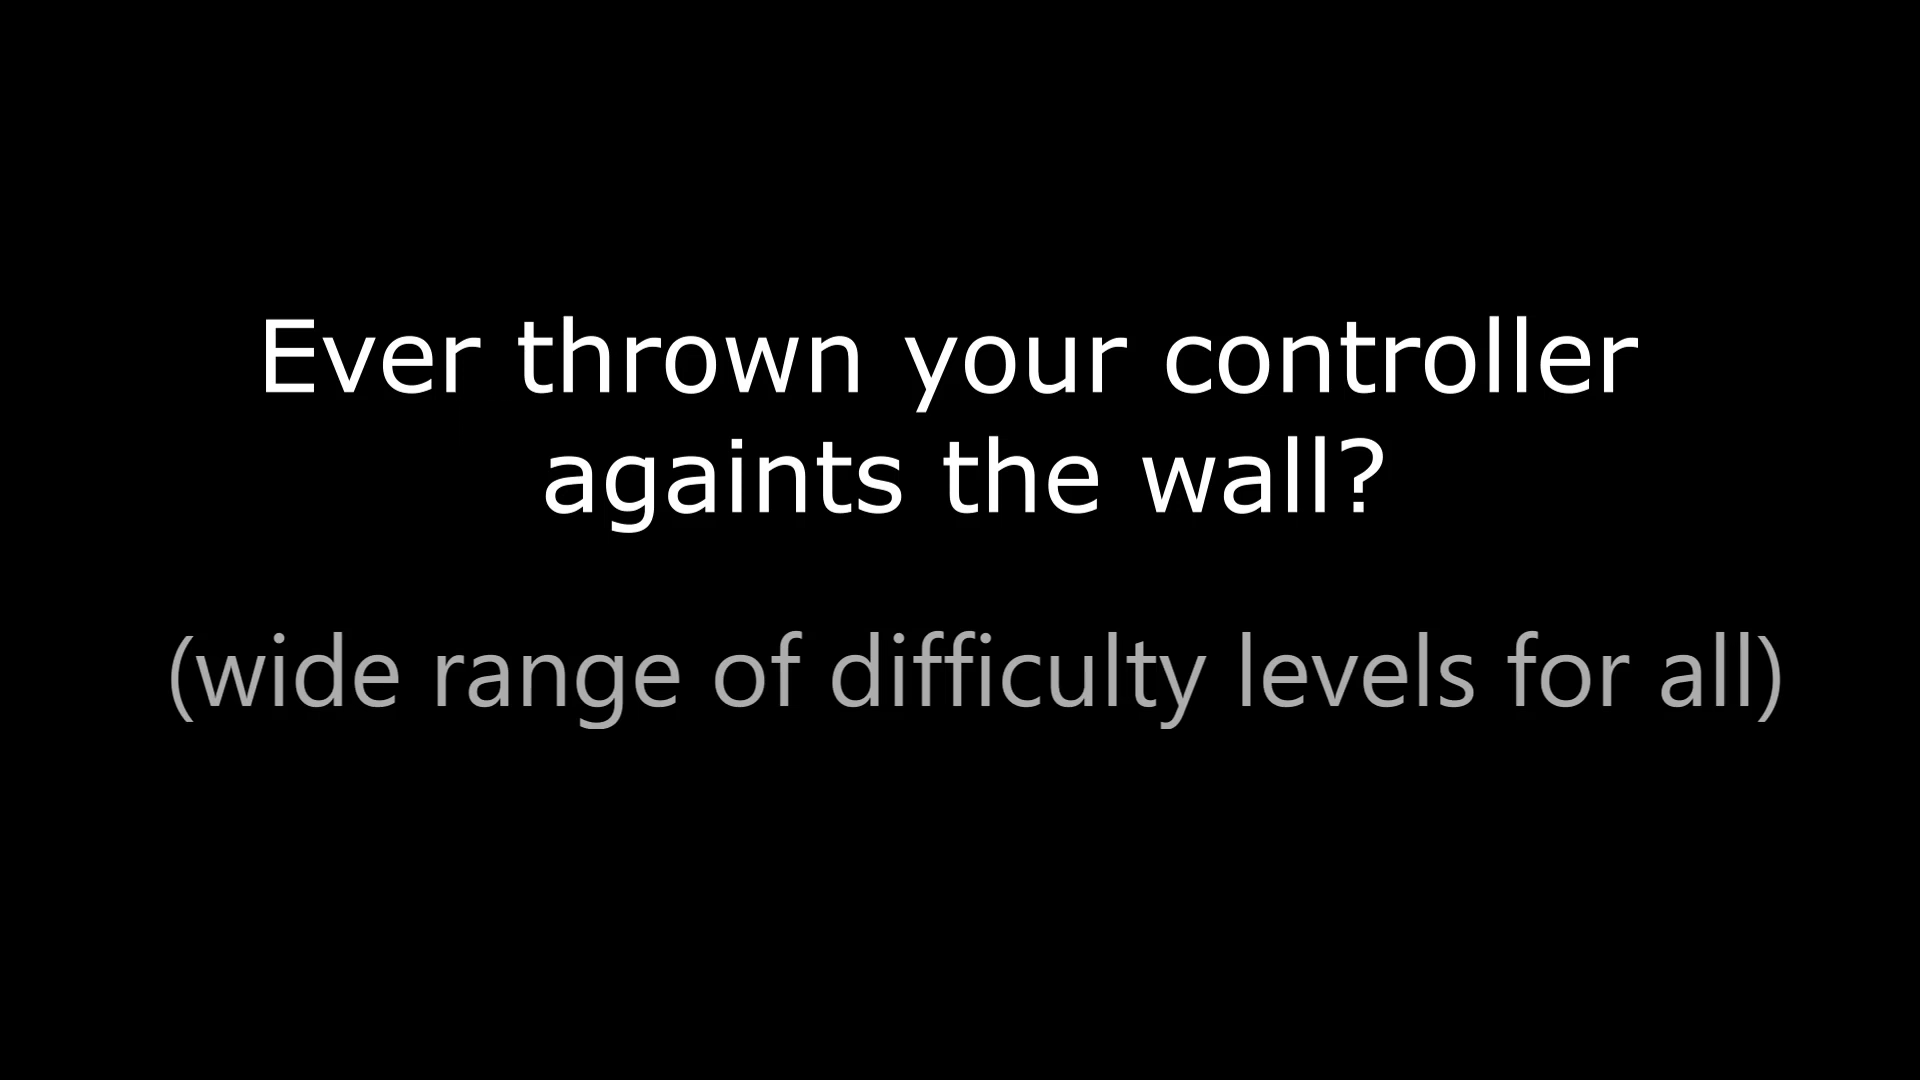 Ever thrown your controller
againts the wall?
(wide range of difficulty levels for all)